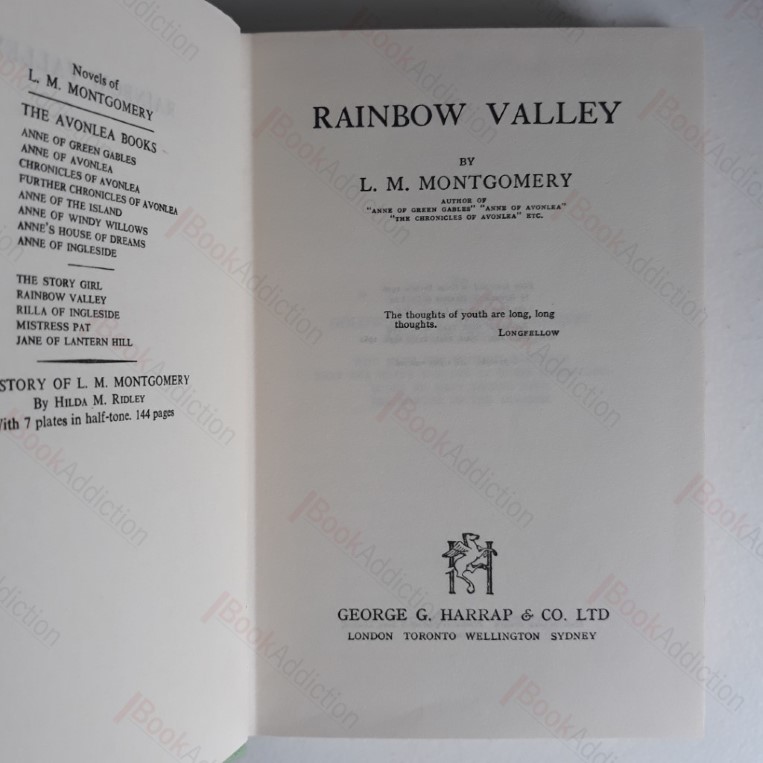 Novels of
L. M. MONTGOMERY
THE AVONLEA BOOKS
ANNE OF GREEN GABLES
ANNE OF AVONLEA
CHRONICLES OF AVONLEA
FURTHER CHRONICLES OF AVONLEA
ANNE OF THE ISLAND
ANNE OF WINDY WILLOWS
ANNE'S HOUSE OF DREAMS
ANNE OF INGLESIDE
THE STORY GIRL
RAINBOW VALLEY
RILLA OF INGLESIDE
MISTRESS PAT
JANE OF LANTERN HILL
STORY OF L. M. MONTGOMERY
By HILDA M. RIDLEY
With 7 plates in half-tone. 144 pages
RAINBOW VALLEY
BY
L. M. MONTGOMERY
AUTHOR OF
"ANNE OF GREEN GABLES" "ANNE OF AVONLEA"
"THE CHRONICLES OF AVONLEA" ETC.
The thoughts of youth are long, long
thoughts.
LONGFELLOW
GEORGE G. HARRAP & CO. LTD
LONDON TORONTO WELLINGTON SYDNEY
BookAddiction